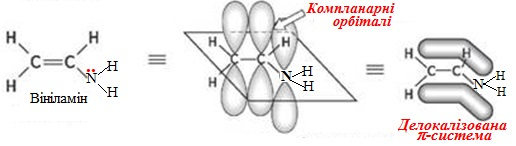 Компланарні
орбіталі
H H
C=C
H N H
H
Вініламін
≡
H H
C–C
H N H
H
≡
H H
C–C
H N H
H
Делокалізована
π-система